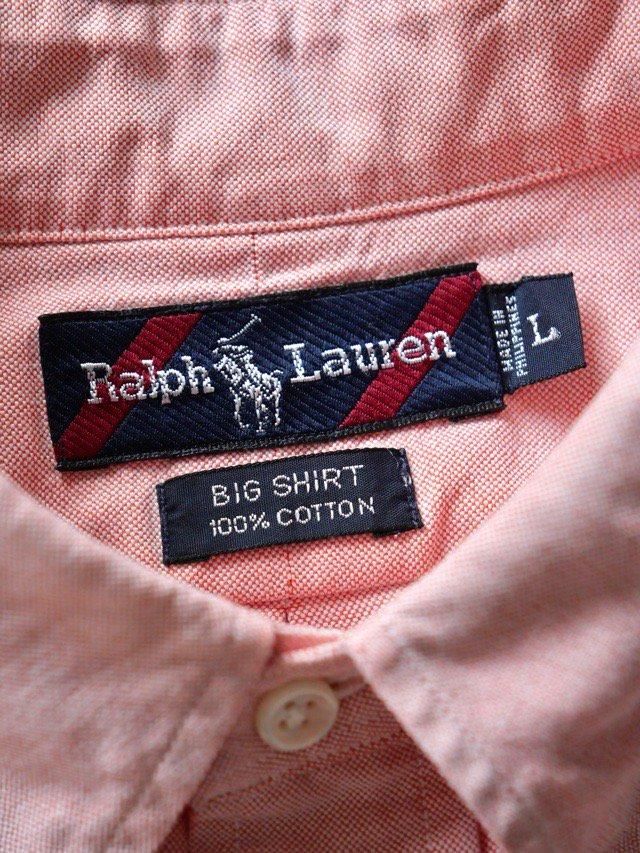 Ralph Lauren
MADE IN
PHILIPPINES
L
BIG SHIRT
100% COTTON